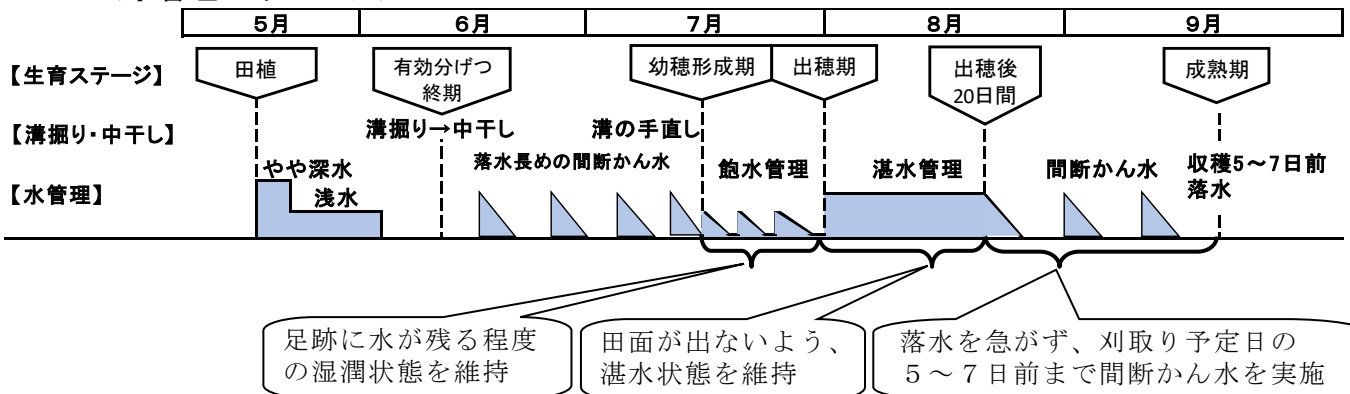 5月 6月 7月 8月 9月
【生育ステージ】
田植
有効分げつ
終期
幼穂形成期
出穂期
出穂後
20日間
成熟期
【溝掘り・中干し】
溝掘り→中干し
溝の手直し
【水管理】
やや深水
浅水
落水長めの間断かん水
飽水管理
湛水管理
間断かん水
収穫5～7日前
落水
足跡に水が残る程度
の湿潤状態を維持
田面が出ないよう、
湛水状態を維持
落水を急がず、刈取り予定日の
５～７日前まで間断かん水を実施